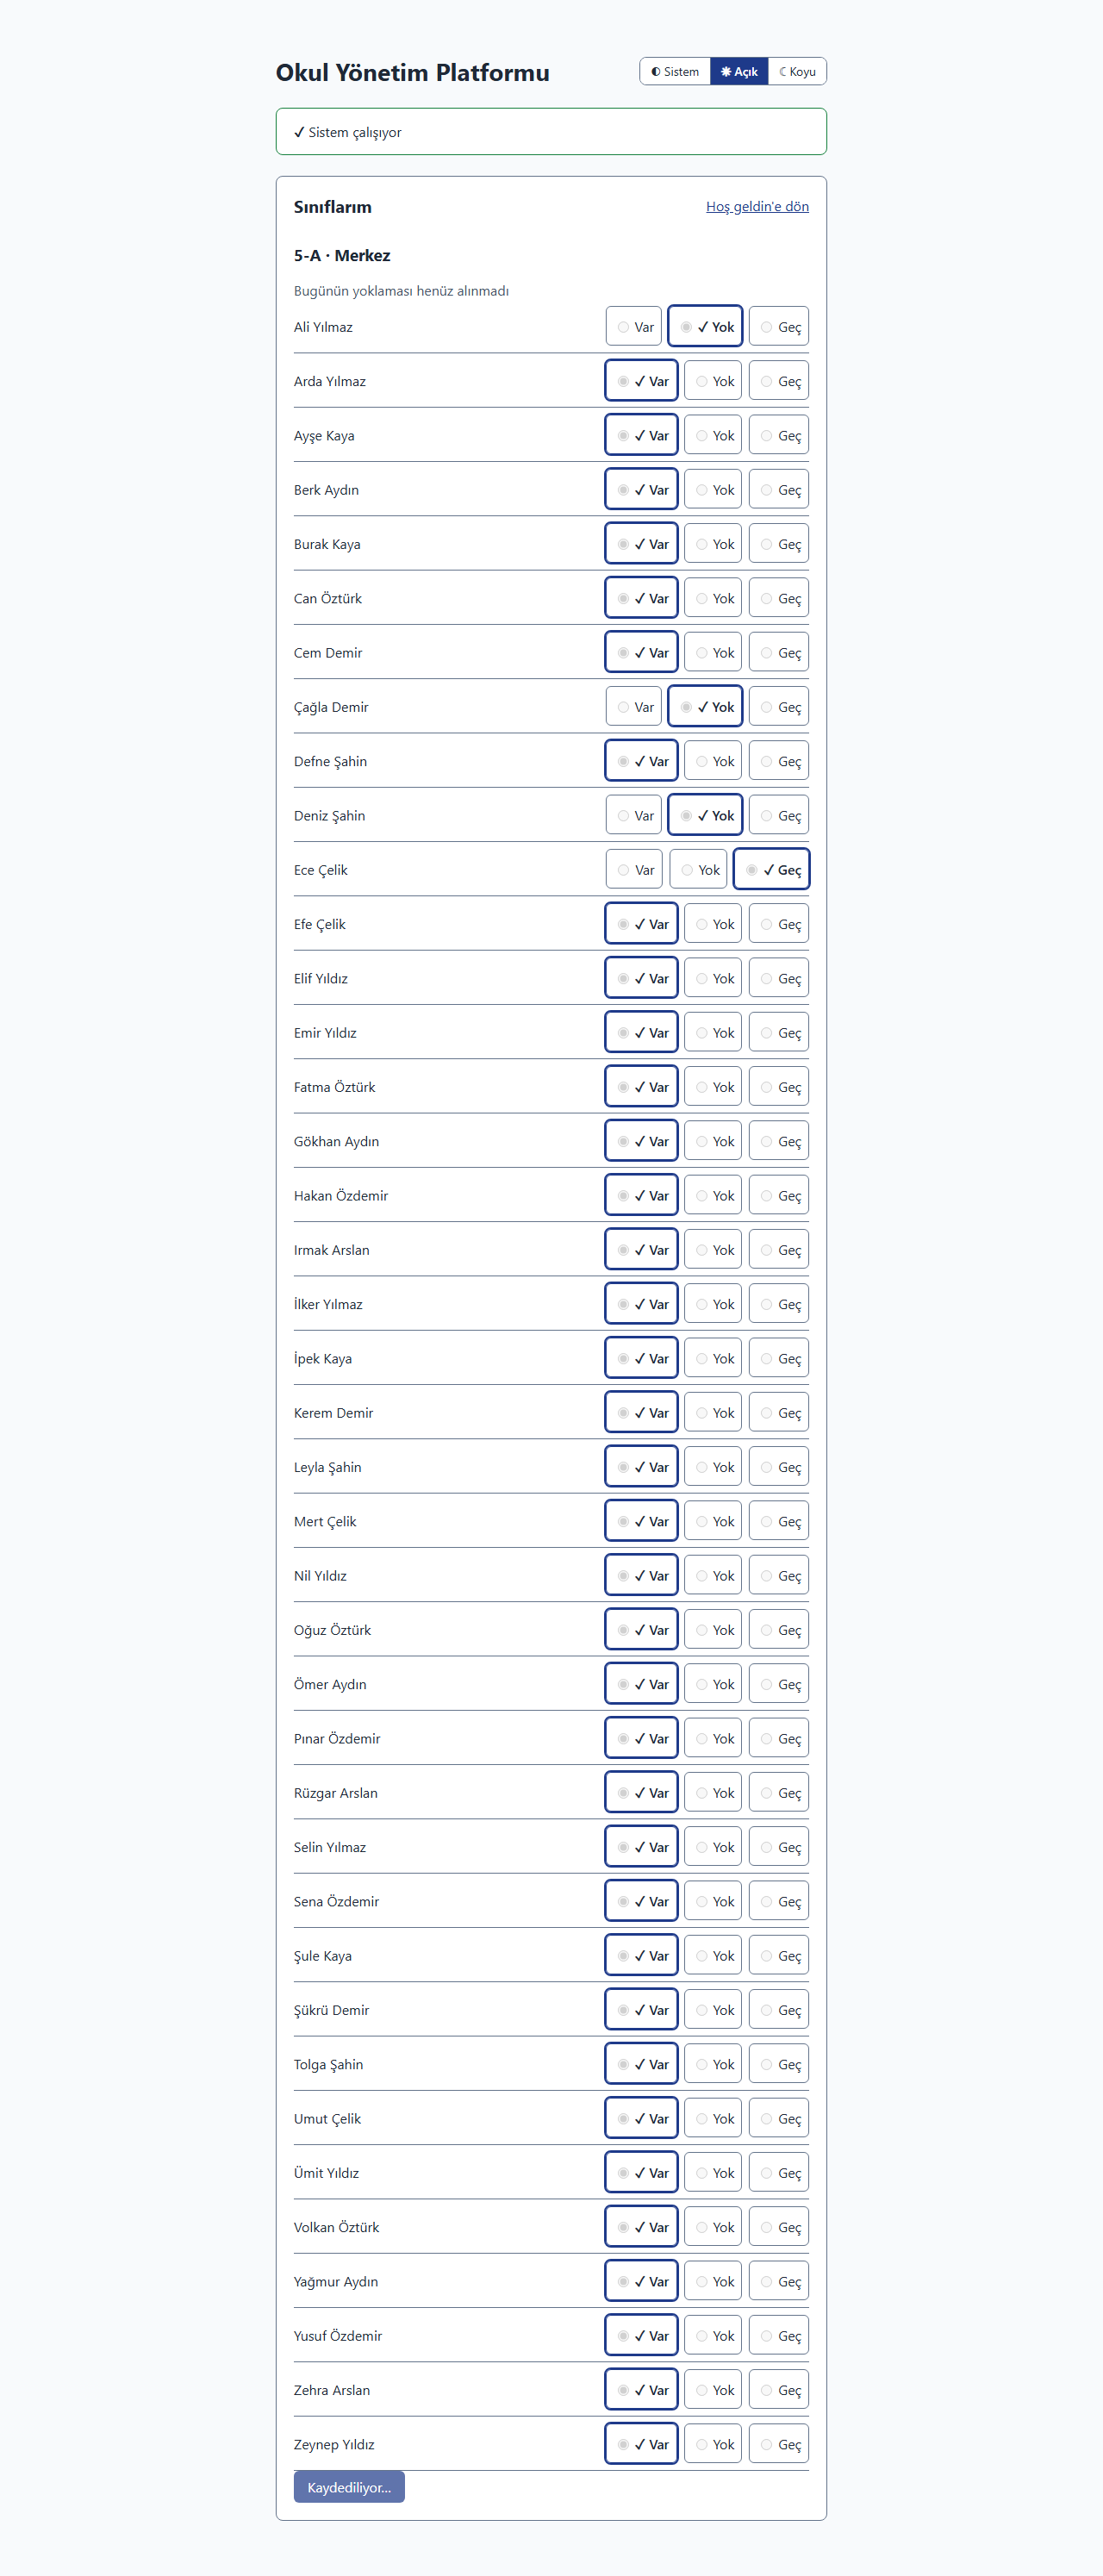 Okul Yönetim Platformu
◐ Sistem ☀ Açık ☾ Koyu
✓ Sistem çalışıyor
Sınıflarım Hoş geldin'e dön
5-A · Merkez
Bugünün yoklaması henüz alınmadı
Ali Yılmaz Var ✓ Yok Geç
Arda Yılmaz ✓ Var Yok Geç
Ayşe Kaya ✓ Var Yok Geç
Berk Aydın ✓ Var Yok Geç
Burak Kaya ✓ Var Yok Geç
Can Öztürk ✓ Var Yok Geç
Cem Demir ✓ Var Yok Geç
Çağla Demir Var ✓ Yok Geç
Defne Şahin ✓ Var Yok Geç
Deniz Şahin Var ✓ Yok Geç
Ece Çelik Var Yok ✓ Geç
Efe Çelik ✓ Var Yok Geç
Elif Yıldız ✓ Var Yok Geç
Emir Yıldız ✓ Var Yok Geç
Fatma Öztürk ✓ Var Yok Geç
Gökhan Aydın ✓ Var Yok Geç
Hakan Özdemir ✓ Var Yok Geç
Irmak Arslan ✓ Var Yok Geç
İlker Yılmaz ✓ Var Yok Geç
İpek Kaya ✓ Var Yok Geç
Kerem Demir ✓ Var Yok Geç
Leyla Şahin ✓ Var Yok Geç
Mert Çelik ✓ Var Yok Geç
Nil Yıldız ✓ Var Yok Geç
Oğuz Öztürk ✓ Var Yok Geç
Ömer Aydın ✓ Var Yok Geç
Pınar Özdemir ✓ Var Yok Geç
Rüzgar Arslan ✓ Var Yok Geç
Selin Yılmaz ✓ Var Yok Geç
Sena Özdemir ✓ Var Yok Geç
Şule Kaya ✓ Var Yok Geç
Şükrü Demir ✓ Var Yok Geç
Tolga Şahin ✓ Var Yok Geç
Umut Çelik ✓ Var Yok Geç
Ümit Yıldız ✓ Var Yok Geç
Volkan Öztürk ✓ Var Yok Geç
Yağmur Aydın ✓ Var Yok Geç
Yusuf Özdemir ✓ Var Yok Geç
Zehra Arslan ✓ Var Yok Geç
Zeynep Yıldız ✓ Var Yok Geç
Kaydediliyor...